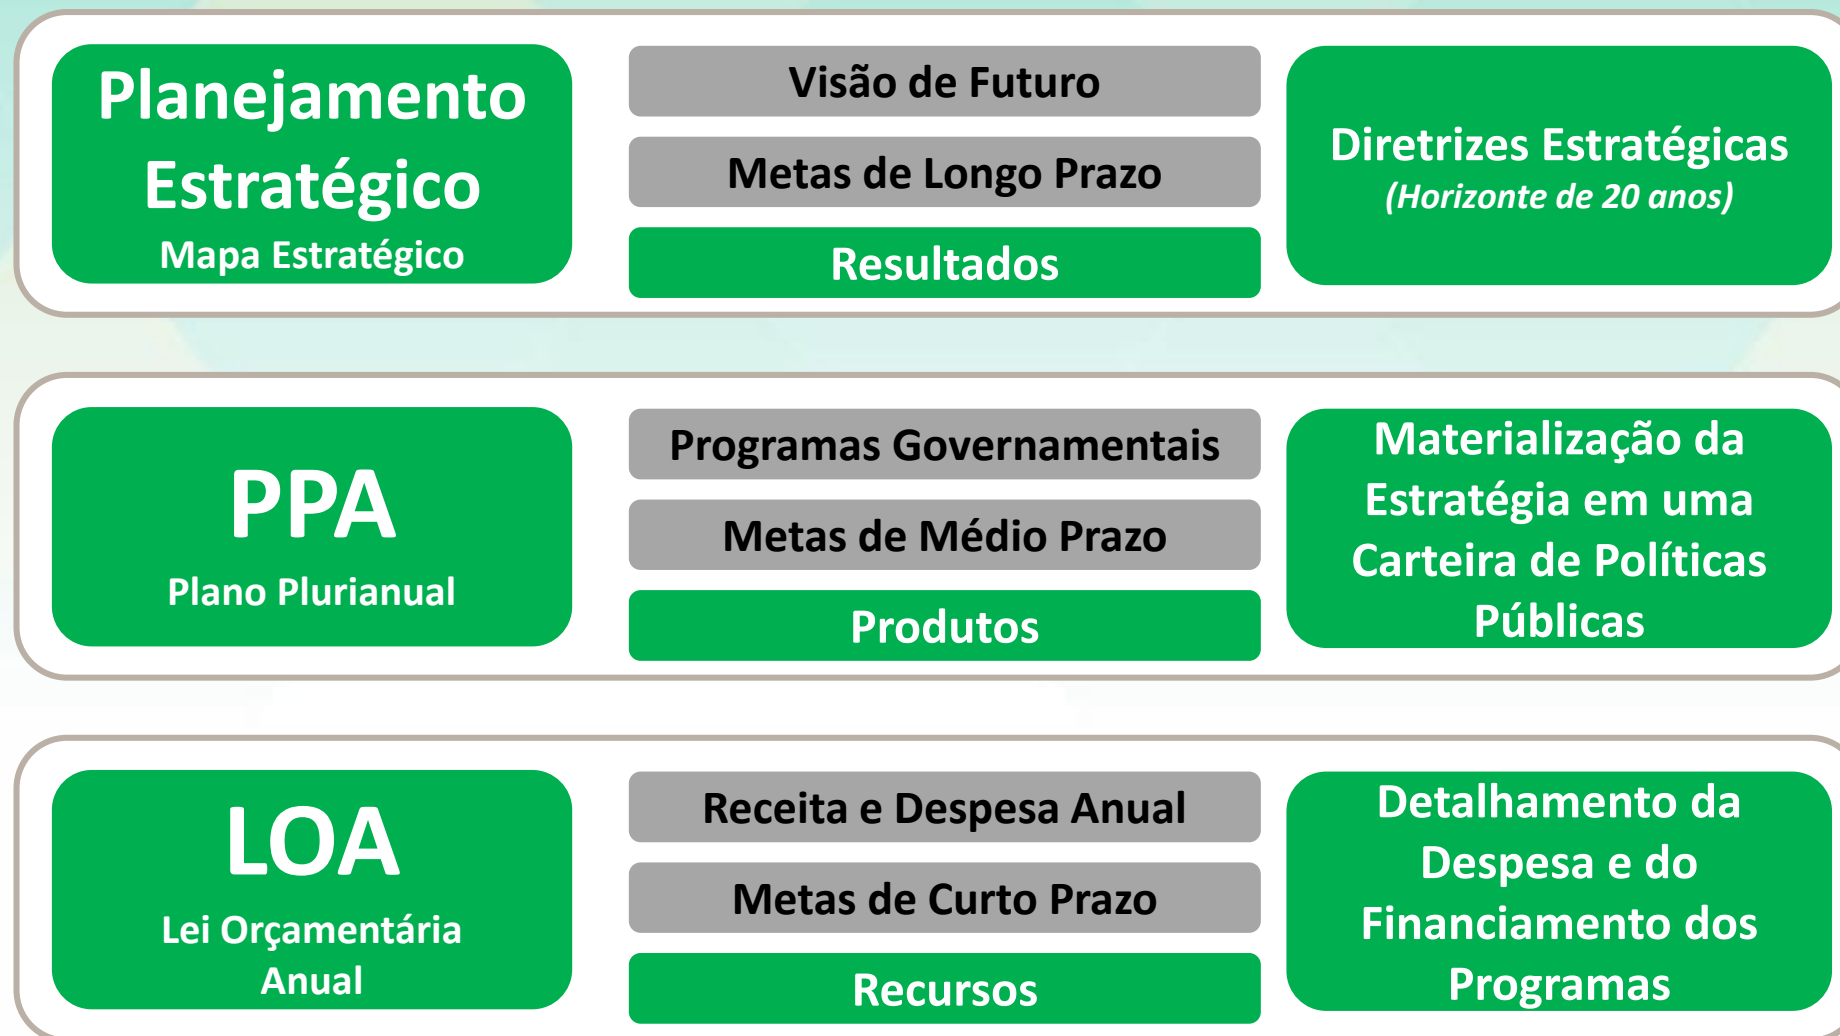 Planejamento
Estratégico
Mapa Estratégico
Visão de Futuro
Metas de Longo Prazo
Resultados
Diretrizes Estratégicas
(Horizonte de 20 anos)
PPA
Plano Plurianual
Programas Governamentais
Metas de Médio Prazo
Produtos
Materialização da
Estratégia em uma
Carteira de Políticas
Públicas
LOA
Lei Orçamentária
Anual
Receita e Despesa Anual
Metas de Curto Prazo
Recursos
Detalhamento da
Despesa e do
Financiamento dos
Programas